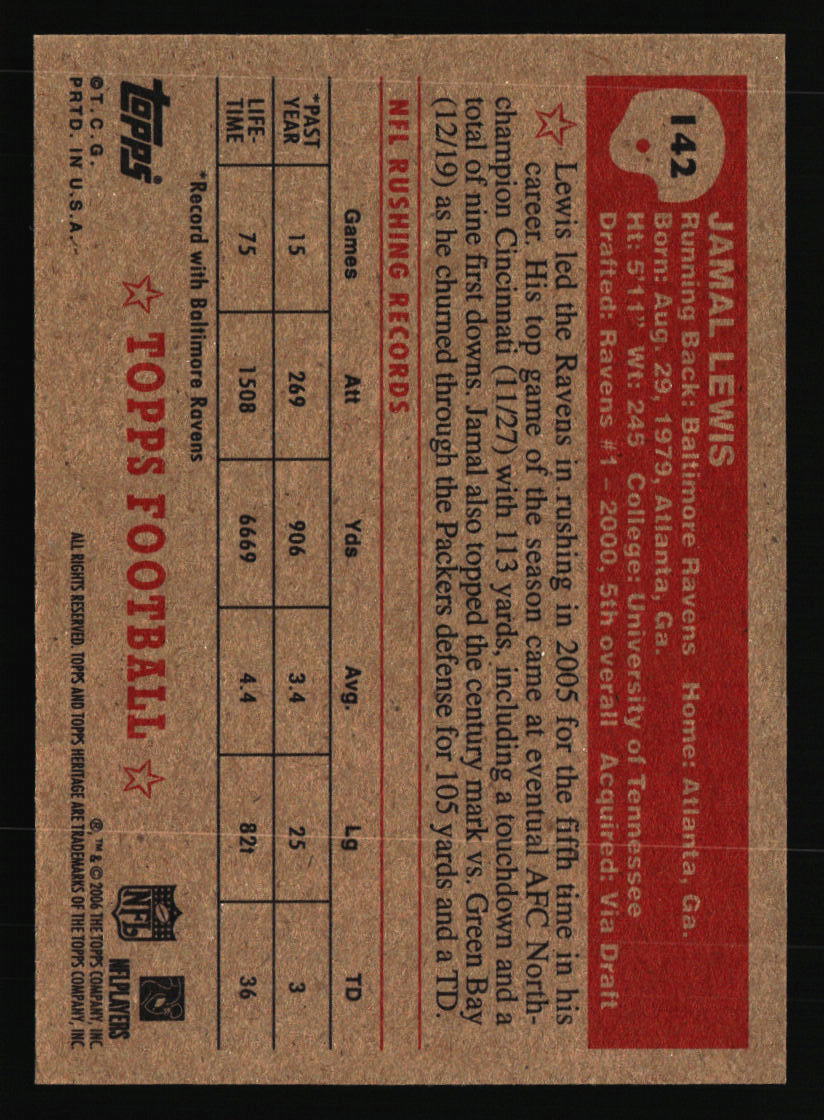 142
JAMAL LEWIS
Running Back: Baltimore Ravens Home: Atlanta, Ga.
Born: Aug. 29, 1979, Atlanta, Ga.
Ht: 5'11" Wt: 245 College: University of Tennessee
Drafted: Ravens #1 – 2000, 5th overall Acquired: Via Draft
Lewis led the Ravens in rushing in 2005 for the fifth time in his
career. His top game of the season came at eventual AFC North-
champion Cincinnati (11/27) with 113 yards, including a touchdown and a
total of nine first downs. Jamal also topped the century mark vs. Green Bay
(12/19) as he churned through the Packers defense for 105 yards and a TD.
NFL RUSHING RECORDS
Games Att Yds Avg. Lg TD
*PAST YEAR 15 269 906 3.4 25 3
LIFE-TIME 75 1508 6669 4.4 82t 36
*Record with Baltimore Ravens
topps
TOPPS FOOTBALL
NFL
NFLPLAYERS
©T.C.G.
PRTD. IN U.S.A.
®, ™ & © 2006 THE TOPPS COMPANY, INC
ALL RIGHTS RESERVED. TOPPS AND TOPPS HERITAGE ARE TRADEMARKS OF THE TOPPS COMPANY, INC